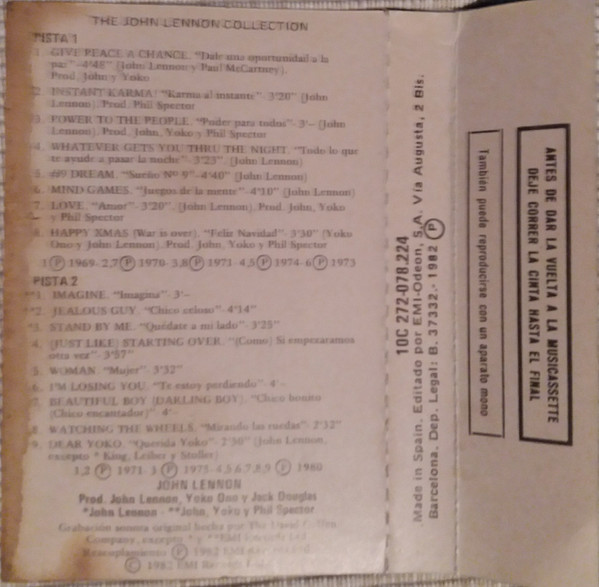 THE JOHN LENNON COLLECTION
PISTA 1
1. GIVE PEACE A CHANCE. "Dale una oportunidad a la
paz" -4'48" (John Lennon y Paul McCartney).
Prod. John y Yoko
2. INSTANT KARMA! "Karma al instante"- 3'20" (John
Lennon). Prod. Phil Spector
3. POWER TO THE PEOPLE. "Poder para todos"- 3'- (John
Lennon). Prod. John, Yoko y Phil Spector
4. WHATEVER GETS YOU THRU THE NIGHT. "Todo lo que
te ayude a pasar la noche"- 3'23". (John Lennon)
5. #9 DREAM. "Sueño Nº 9" -4'40" (John Lennon)
6. MIND GAMES. "Juegos de la mente"- 4'10" (John Lennon)
7. LOVE. "Amor"- 3'20". (John Lennon). Prod. John, Yoko
y Phil Spector
8. HAPPY XMAS (War is over). "Feliz Navidad"- 3'30" (Yoko
Ono y John Lennon). Prod. John, Yoko y Phil Spector
1 Ⓟ 1969- 2,7 Ⓟ 1970- 3,8 Ⓟ 1971- 4,5 Ⓟ 1974- 6 Ⓟ 1973
PISTA 2
**1. IMAGINE. "Imagina"- 3'-
**2. JEALOUS GUY. "Chico celoso"- 4'14"
*3. STAND BY ME. "Quédate a mi lado"- 3'25"
4. (JUST LIKE) STARTING OVER. "(Como) Si empezáramos
otra vez"- 3'57"
5. WOMAN. "Mujer"- 3'32"
6. I'M LOSING YOU. "Te estoy perdiendo"- 4'-
7. BEAUTIFUL BOY (DARLING BOY). "Chico bonito
(Chico encantador)"- 4'-
8. WATCHING THE WHEELS. "Mirando las ruedas"- 2'32"
9. DEAR YOKO. "Querida Yoko"- 2'30" (John Lennon,
excepto * King, Leiber y Stoller)
1,2 Ⓟ 1971- 3 Ⓟ 1975- 4,5,6,7,8,9 Ⓟ 1980
JOHN LENNON
Prod. John Lennon, Yoko Ono y Jack Douglas
*John Lennon - **John, Yoko y Phil Spector
Grabación sonora original hecha por The David Geffen
Company, excepto * y **EMI Records Ltd.
Reacoplamiento Ⓟ 1982 EMI
© 1982 EMI Records
10C 272-078.224
Made in Spain. Editado por EMI-Odeon, S.A. Vía Augusta, 2 Bis.
Barcelona. Dep. Legal: B. 37332.- 1982 Ⓟ
También puede reproducirse con un aparato mono
ANTES DE DAR LA VUELTA A LA MUSICASSETTE
DEJE CORRER LA CINTA HASTA EL FINAL